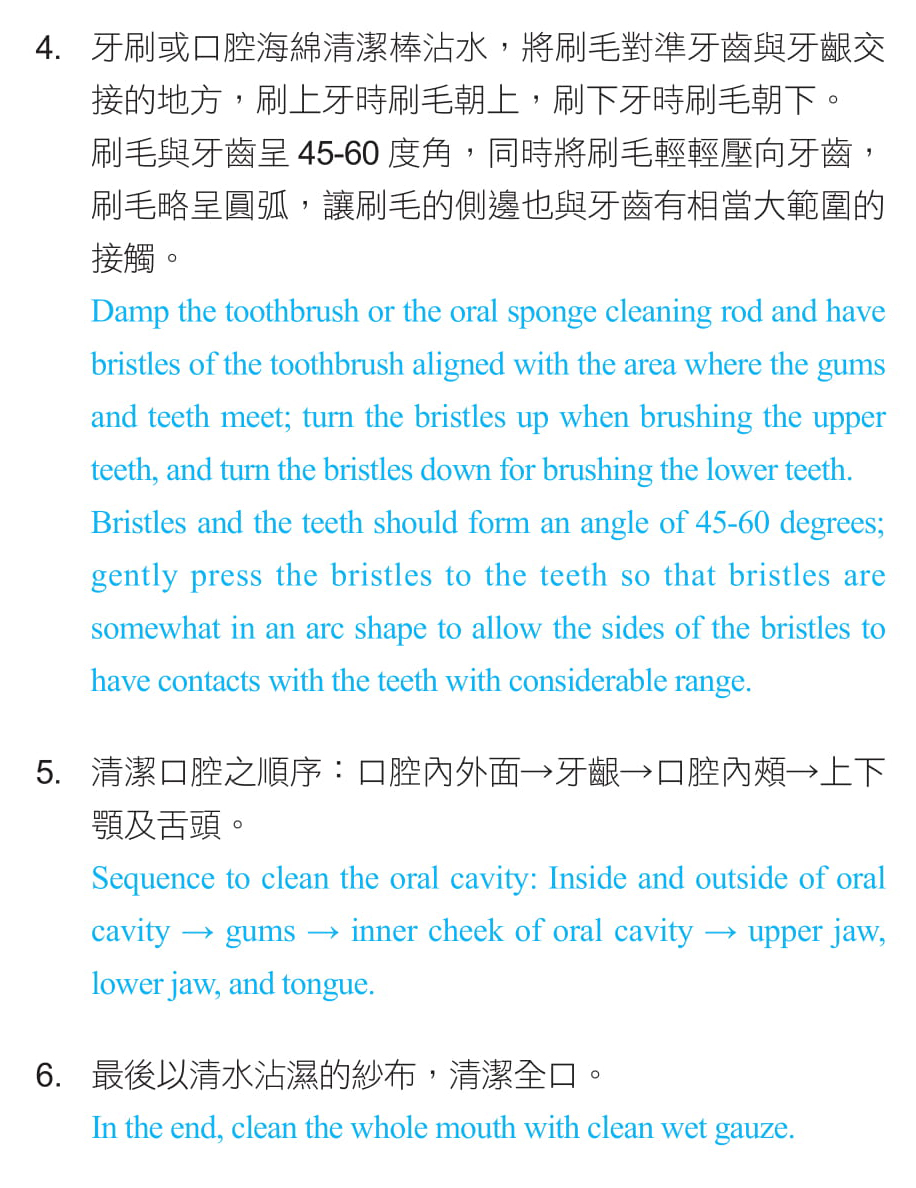 4. 牙刷或口腔海綿清潔棒沾水，將刷毛對準牙齒與牙齦交
接的地方，刷上牙時刷毛朝上，刷下牙時刷毛朝下。
刷毛與牙齒呈 45-60 度角，同時將刷毛輕輕壓向牙齒，
刷毛略呈圓弧，讓刷毛的側邊也與牙齒有相當大範圍的
接觸。
Damp the toothbrush or the oral sponge cleaning rod and have
bristles of the toothbrush aligned with the area where the gums
and teeth meet; turn the bristles up when brushing the upper
teeth, and turn the bristles down for brushing the lower teeth.
Bristles and the teeth should form an angle of 45-60 degrees;
gently press the bristles to the teeth so that bristles are
somewhat in an arc shape to allow the sides of the bristles to
have contacts with the teeth with considerable range.
5. 清潔口腔之順序：口腔內外面→牙齦→口腔內頰→上下
顎及舌頭。
Sequence to clean the oral cavity: Inside and outside of oral
cavity → gums → inner cheek of oral cavity → upper jaw,
lower jaw, and tongue.
6. 最後以清水沾濕的紗布，清潔全口。
In the end, clean the whole mouth with clean wet gauze.